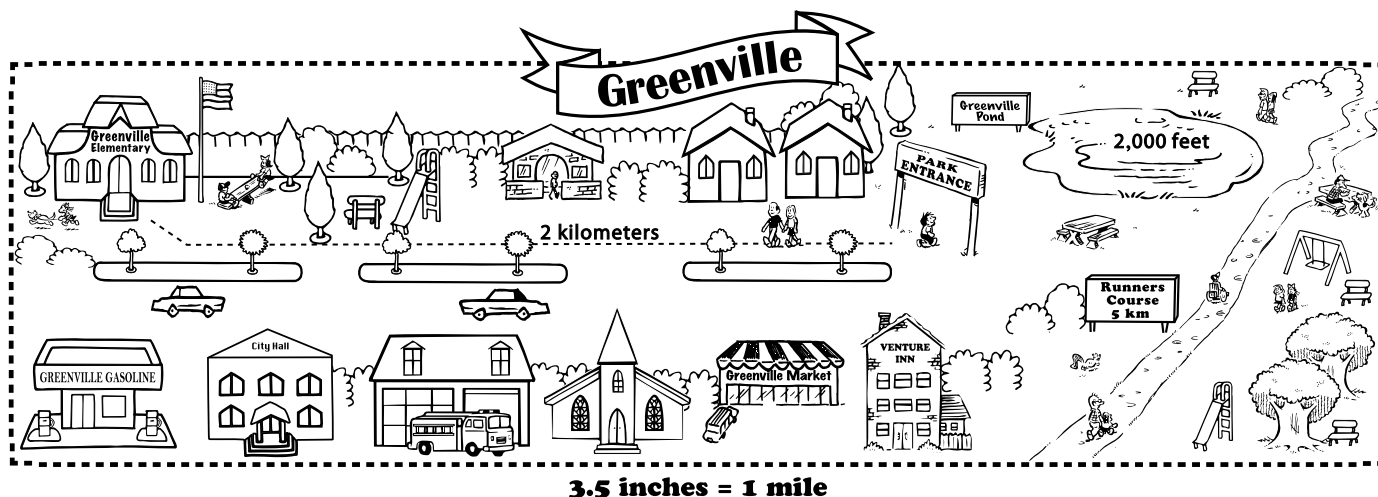 Greenville
Greenville
Elementary
Greenville
Pond
2,000 feet
PARK
ENTRANCE
2 kilometers
Runners
Course
5 km
GREENVILLE GASOLINE
City Hall
Greenville Market
VENTURE
INN
3.5 inches = 1 mile